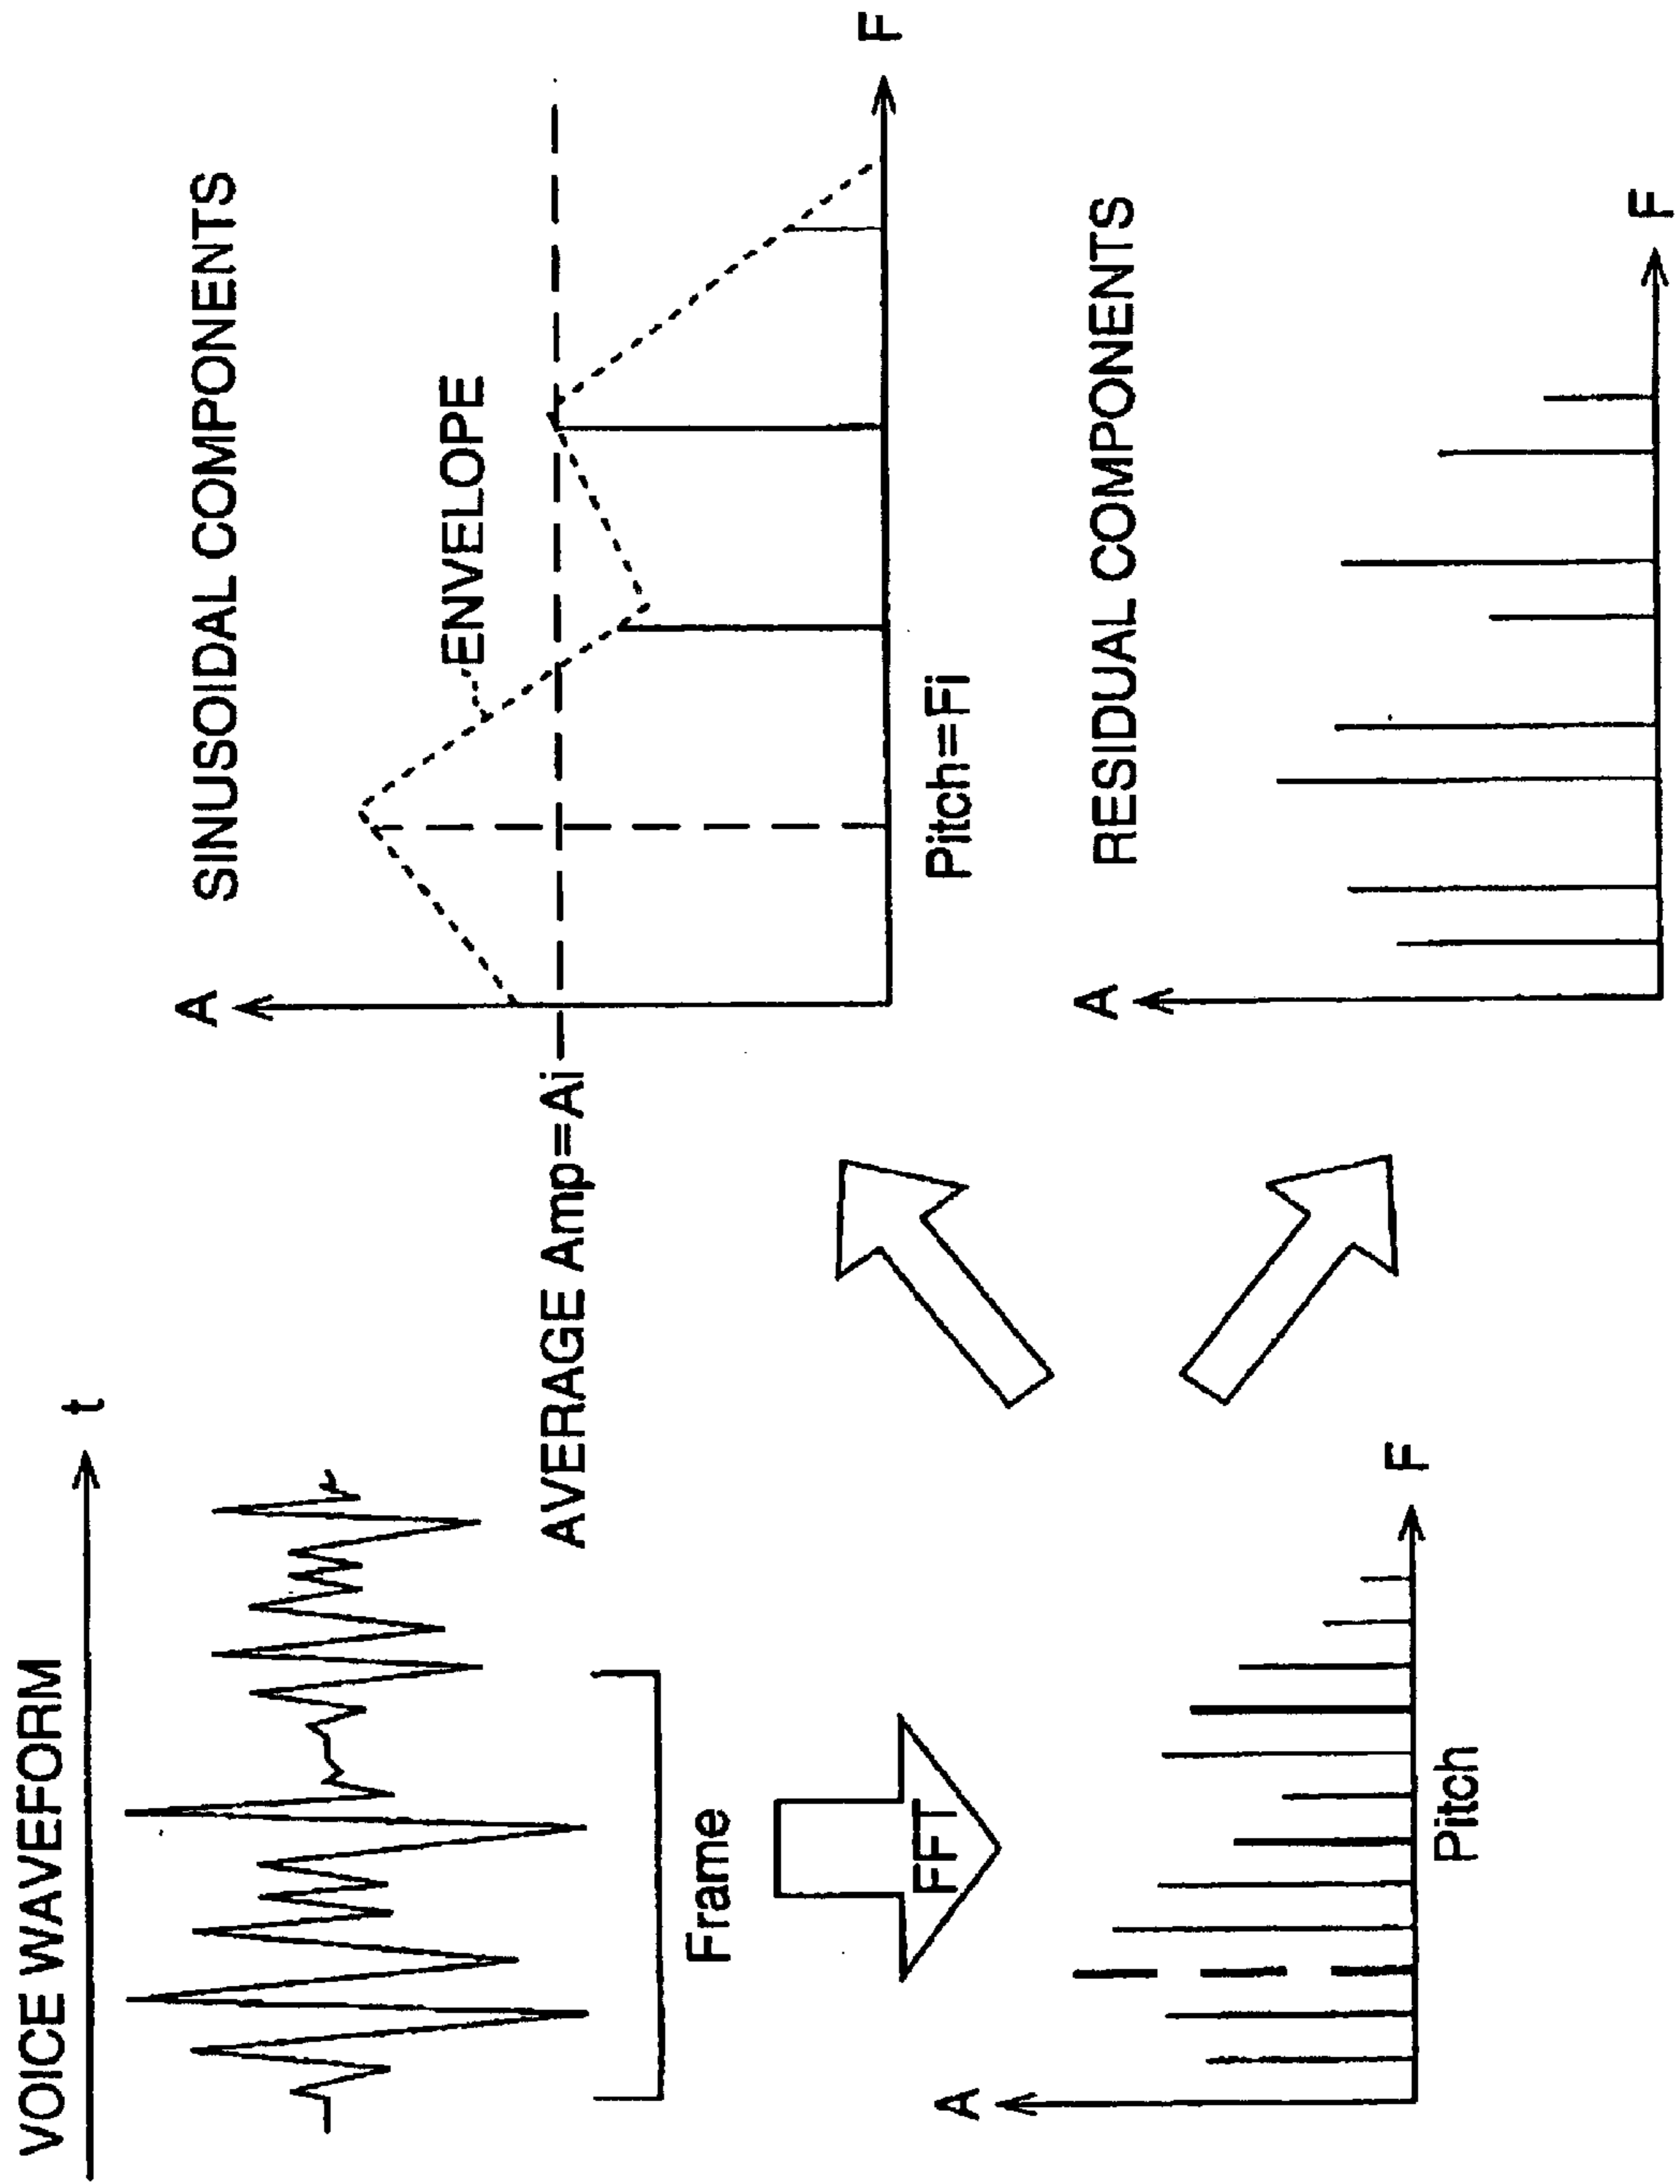 VOICE WAVEFORM
t
Frame
FFT
A
F
Pitch
SINUSOIDAL COMPONENTS
A
ENVELOPE
AVERAGE Amp=Ai
F
Pitch=Fi
RESIDUAL COMPONENTS
A
F